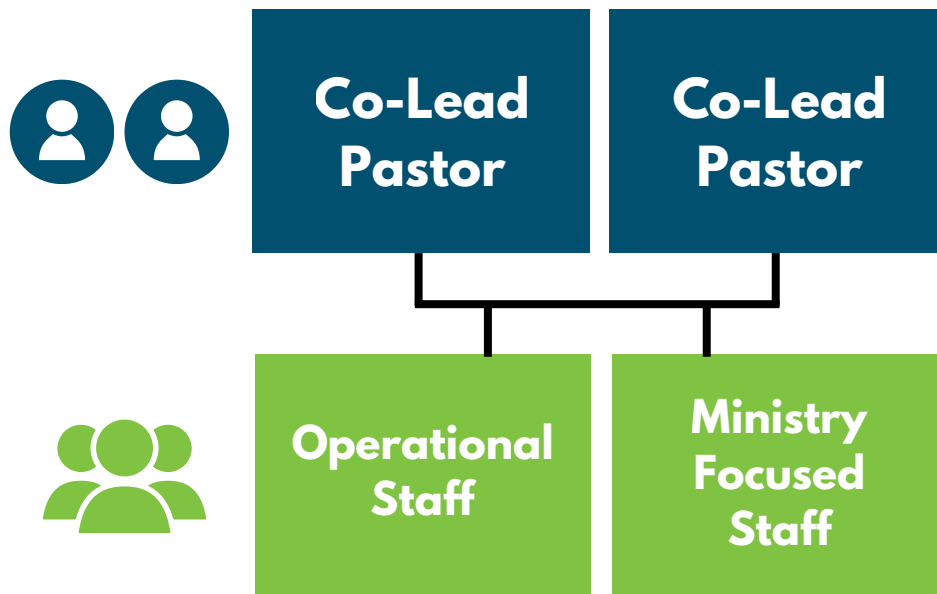 Co-Lead
Pastor
Co-Lead
Pastor
Operational
Staff
Ministry
Focused
Staff